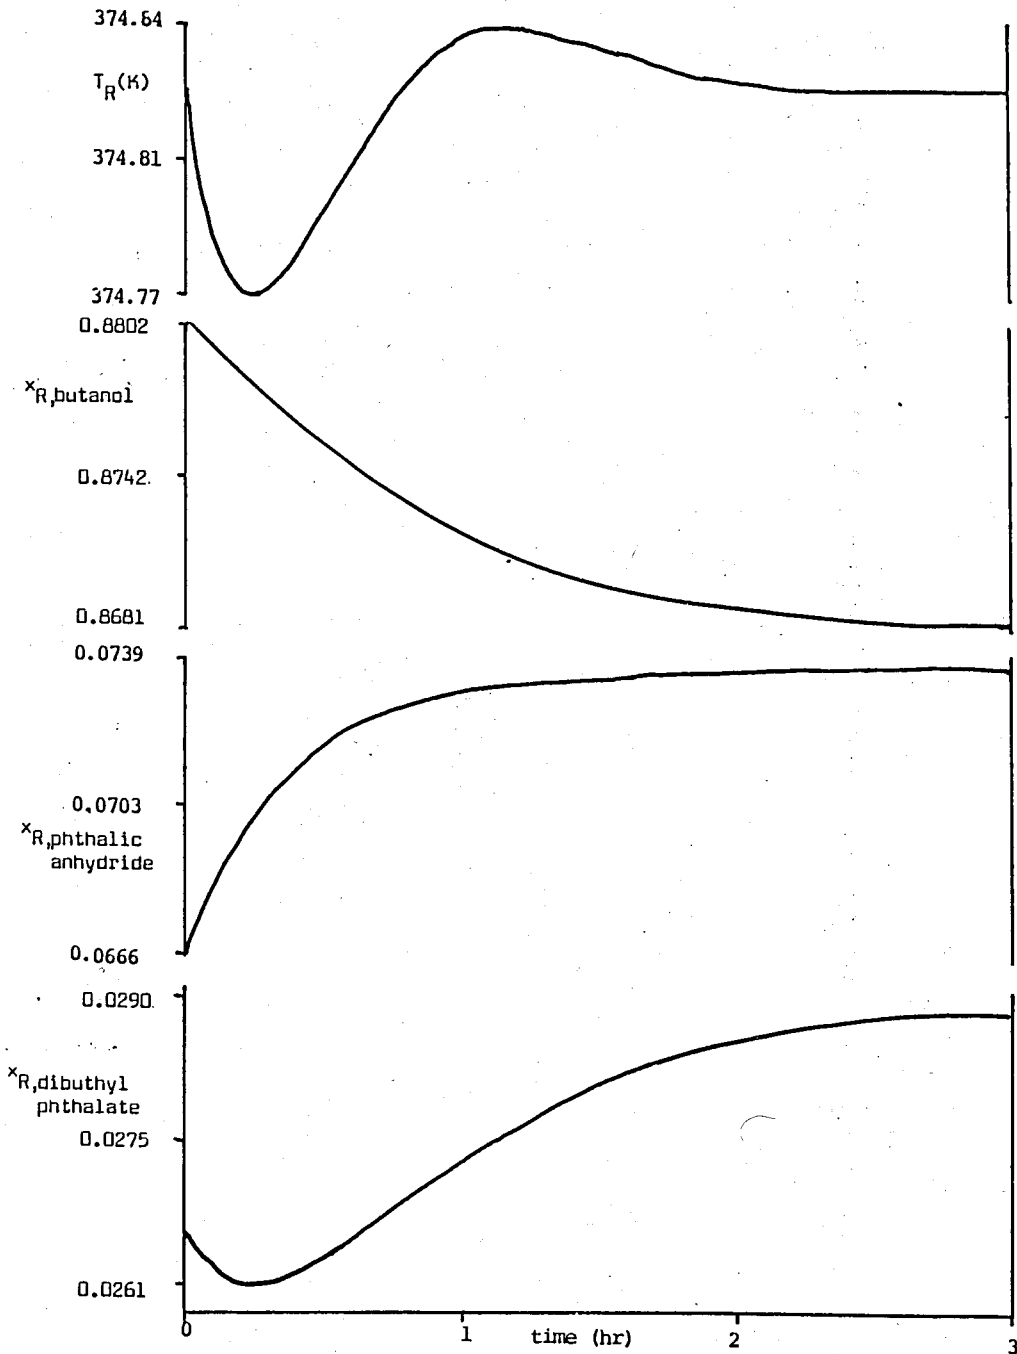 374.84
T_R(K)
374.81
374.77
0.8802
x_R,butanol
0.8742
0.8681
0.0739
0.0703
x_R,phthalic
anhydride
0.0666
0.0290
x_R,dibuthyl
phthalate
0.0275
0.0261
0 1 time (hr) 2 3